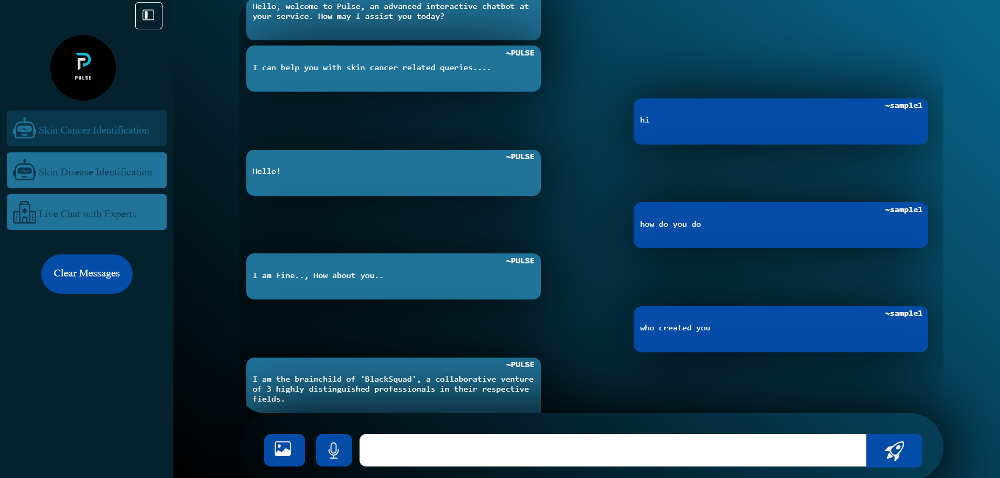 PULSE
Skin Cancer Identification
Skin Disease Identification
Live Chat with Experts
Clear Messages
Hello, welcome to Pulse, an advanced interactive chatbot at
your service. How may I assist you today?
~PULSE
I can help you with skin cancer related queries....
~sample1
hi
~PULSE
Hello!
~sample1
how do you do
~PULSE
I am Fine.., How about you..
~sample1
who created you
~PULSE
I am the brainchild of 'BlackSquad', a collaborative venture
of 3 highly distinguished professionals in their respective
fields.